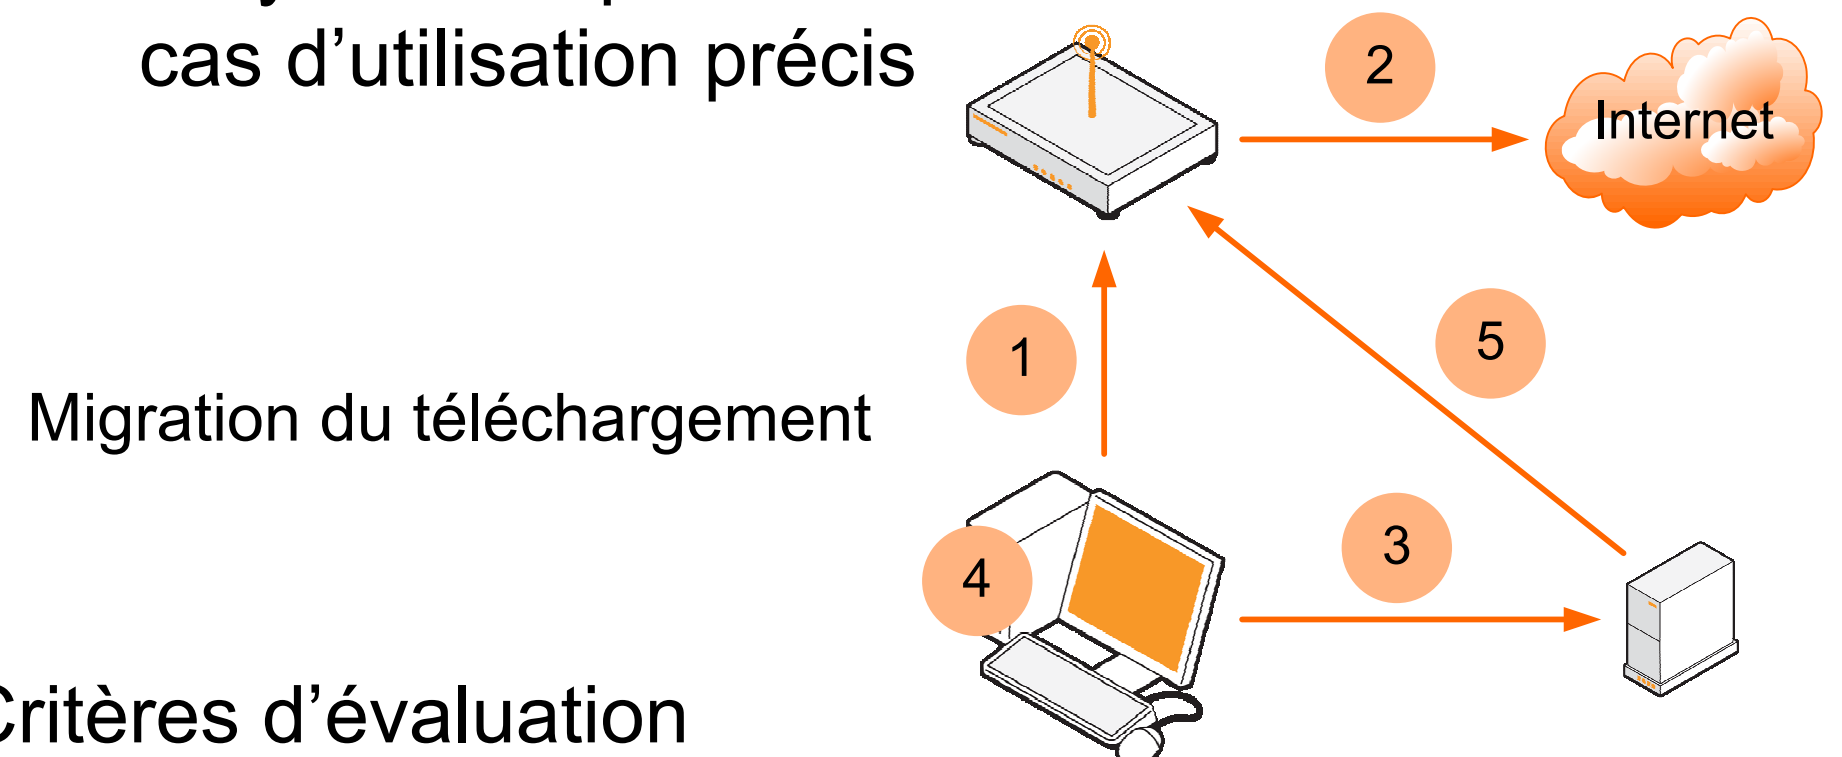 cas d’utilisation précis
2
Internet
1
5
Migration du téléchargement
3
4
Critères d’évaluation